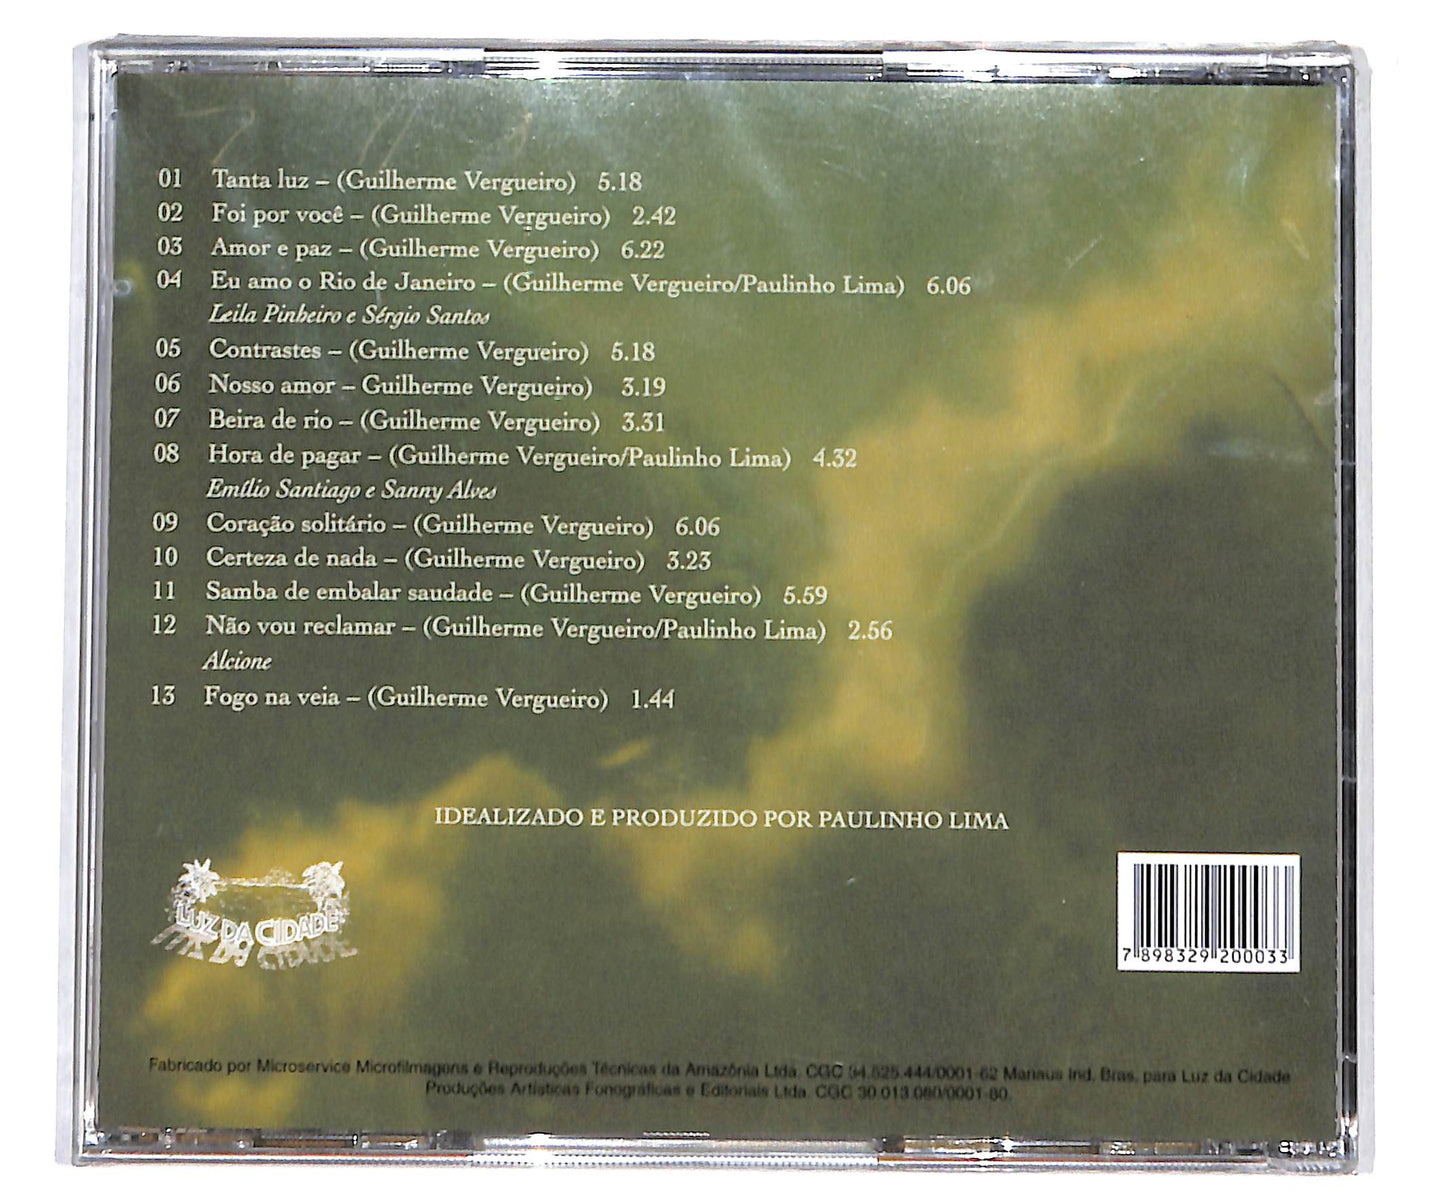 01 Tanta luz – (Guilherme Vergueiro) 5.18
02 Foi por você – (Guilherme Vergueiro) 2.42
03 Amor e paz – (Guilherme Vergueiro) 6.22
04 Eu amo o Rio de Janeiro – (Guilherme Vergueiro/Paulinho Lima) 6.06
Leila Pinheiro e Sérgio Santos
05 Contrastes – (Guilherme Vergueiro) 5.18
06 Nosso amor – Guilherme Vergueiro) 3.19
07 Beira de rio – (Guilherme Vergueiro) 3.31
08 Hora de pagar – (Guilherme Vergueiro/Paulinho Lima) 4.32
Emílio Santiago e Sanny Alves
09 Coração solitário – (Guilherme Vergueiro) 6.06
10 Certeza de nada – (Guilherme Vergueiro) 3.23
11 Samba de embalar saudade – (Guilherme Vergueiro) 5.59
12 Não vou reclamar – (Guilherme Vergueiro/Paulinho Lima) 2.56
Alcione
13 Fogo na veia – (Guilherme Vergueiro) 1.44
IDEALIZADO E PRODUZIDO POR PAULINHO LIMA
LUZ DA CIDADE
7 898329 200033
Fabricado por Microservice Microfilmagens e Reproduções Técnicas da Amazônia Ltda. CGC 34.525.444/0001-62 Manaus Ind. Bras. para Luz da Cidade
Produções Artísticas Fonográficas e Editoriais Ltda. CGC 30.013.080/0001-80.